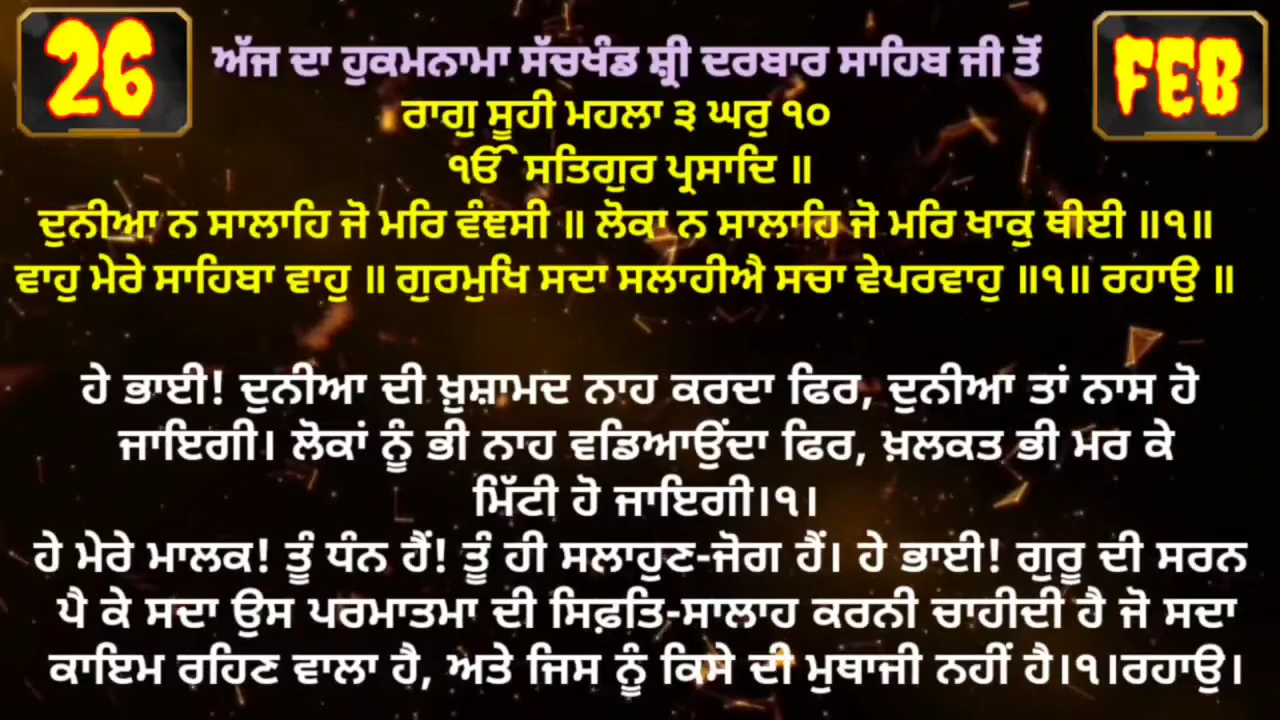 26
FEB
ਅੱਜ ਦਾ ਹੁਕਮਨਾਮਾ ਸੱਚਖੰਡ ਸ਼੍ਰੀ ਦਰਬਾਰ ਸਾਹਿਬ ਜੀ ਤੋਂ
ਰਾਗੁ ਸੂਹੀ ਮਹਲਾ ੩ ਘਰੁ ੧੦
ੴ ਸਤਿਗੁਰ ਪ੍ਰਸਾਦਿ ॥
ਦੁਨੀਆ ਨ ਸਾਲਾਹਿ ਜੋ ਮਰਿ ਵੰਞਸੀ ॥ ਲੋਕਾ ਨ ਸਾਲਾਹਿ ਜੋ ਮਰਿ ਖਾਕੁ ਥੀਈ ॥੧॥
ਵਾਹੁ ਮੇਰੇ ਸਾਹਿਬਾ ਵਾਹੁ ॥ ਗੁਰਮੁਖਿ ਸਦਾ ਸਲਾਹੀਐ ਸਚਾ ਵੇਪਰਵਾਹੁ ॥੧॥ ਰਹਾਉ ॥
ਹੇ ਭਾਈ! ਦੁਨੀਆ ਦੀ ਖ਼ੁਸ਼ਾਮਦ ਨਾਹ ਕਰਦਾ ਫਿਰ, ਦੁਨੀਆ ਤਾਂ ਨਾਸ ਹੋ
ਜਾਇਗੀ। ਲੋਕਾਂ ਨੂੰ ਭੀ ਨਾਹ ਵਡਿਆਉਂਦਾ ਫਿਰ, ਖ਼ਲਕਤ ਭੀ ਮਰ ਕੇ
ਮਿੱਟੀ ਹੋ ਜਾਇਗੀ।੧।
ਹੇ ਮੇਰੇ ਮਾਲਕ! ਤੂੰ ਧੰਨ ਹੈਂ! ਤੂੰ ਹੀ ਸਲਾਹੁਣ-ਜੋਗ ਹੈਂ। ਹੇ ਭਾਈ! ਗੁਰੂ ਦੀ ਸਰਨ
ਪੈ ਕੇ ਸਦਾ ਉਸ ਪਰਮਾਤਮਾ ਦੀ ਸਿਫ਼ਤਿ-ਸਾਲਾਹ ਕਰਨੀ ਚਾਹੀਦੀ ਹੈ ਜੋ ਸਦਾ
ਕਾਇਮ ਰਹਿਣ ਵਾਲਾ ਹੈ, ਅਤੇ ਜਿਸ ਨੂੰ ਕਿਸੇ ਦੀ ਮੁਥਾਜੀ ਨਹੀਂ ਹੈ।੧।ਰਹਾਉ।